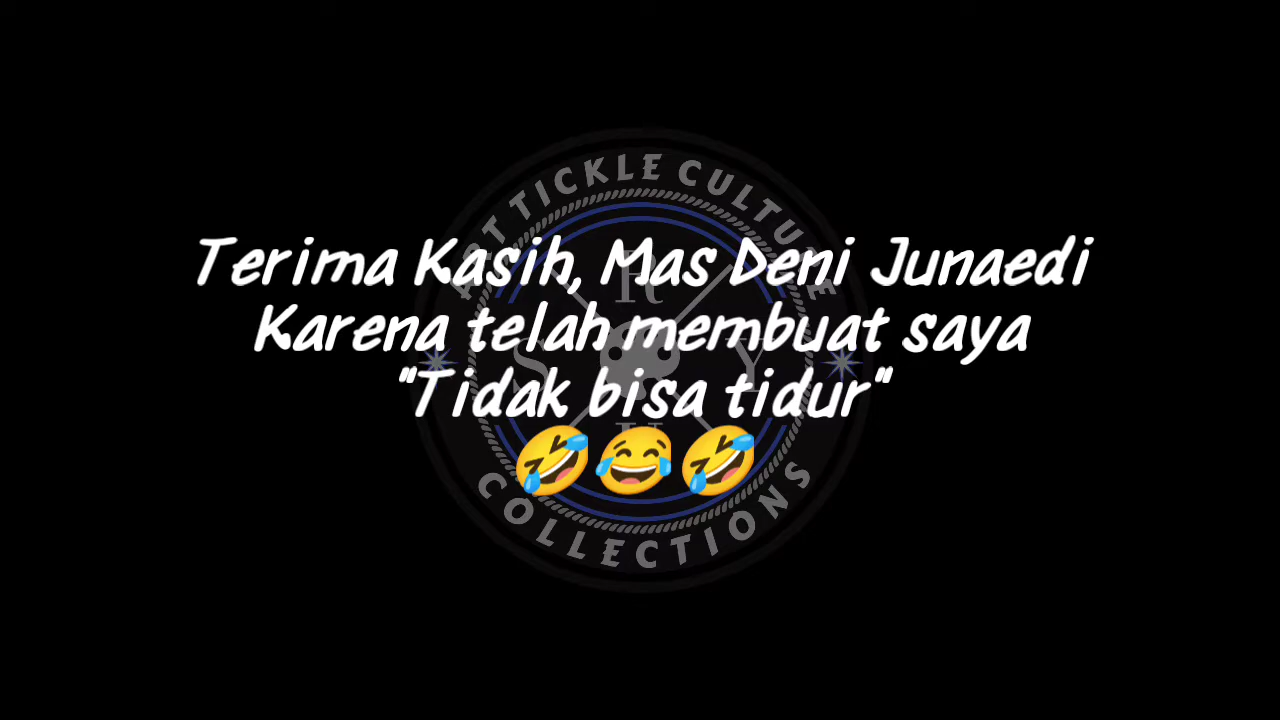 ART TICKLE CULTURE
Terima Kasih, Mas Deni Junaedi
Karena telah membuat saya
"Tidak bisa tidur"
🤣😂🤣
R
S Y
COLLECTIONS